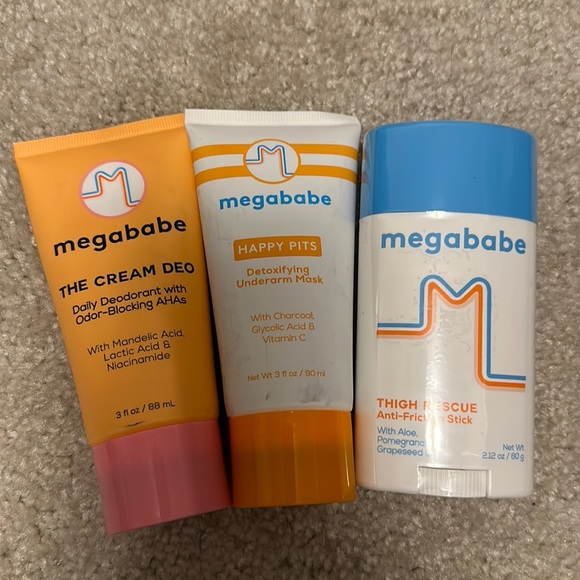 megababe
THE CREAM DEO
Daily Deodorant with
Odor-Blocking AHAs
With Mandelic Acid,
Lactic Acid &
Niacinamide
3 fl oz / 88 mL
megababe
HAPPY PITS
Detoxifying
Underarm Mask
With Charcoal,
Glycolic Acid &
Vitamin C
Net Wt 3 fl oz / 80 ml
megababe
THIGH RESCUE
Anti-Friction Stick
With Aloe,
Grapeseed
Net Wt
2.12 oz / 60 g